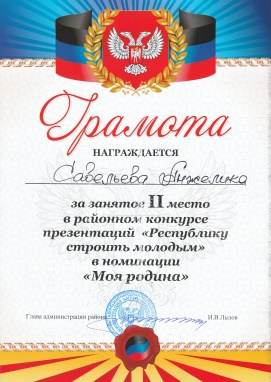 Грамота
НАГРАЖДАЕТСЯ
Савельева Анжелика
за занятое II место
в районном конкурсе
презентаций «Республику
строить молодым»
в номинации
«Моя родина»
Глава администрации района И.В.Лызов